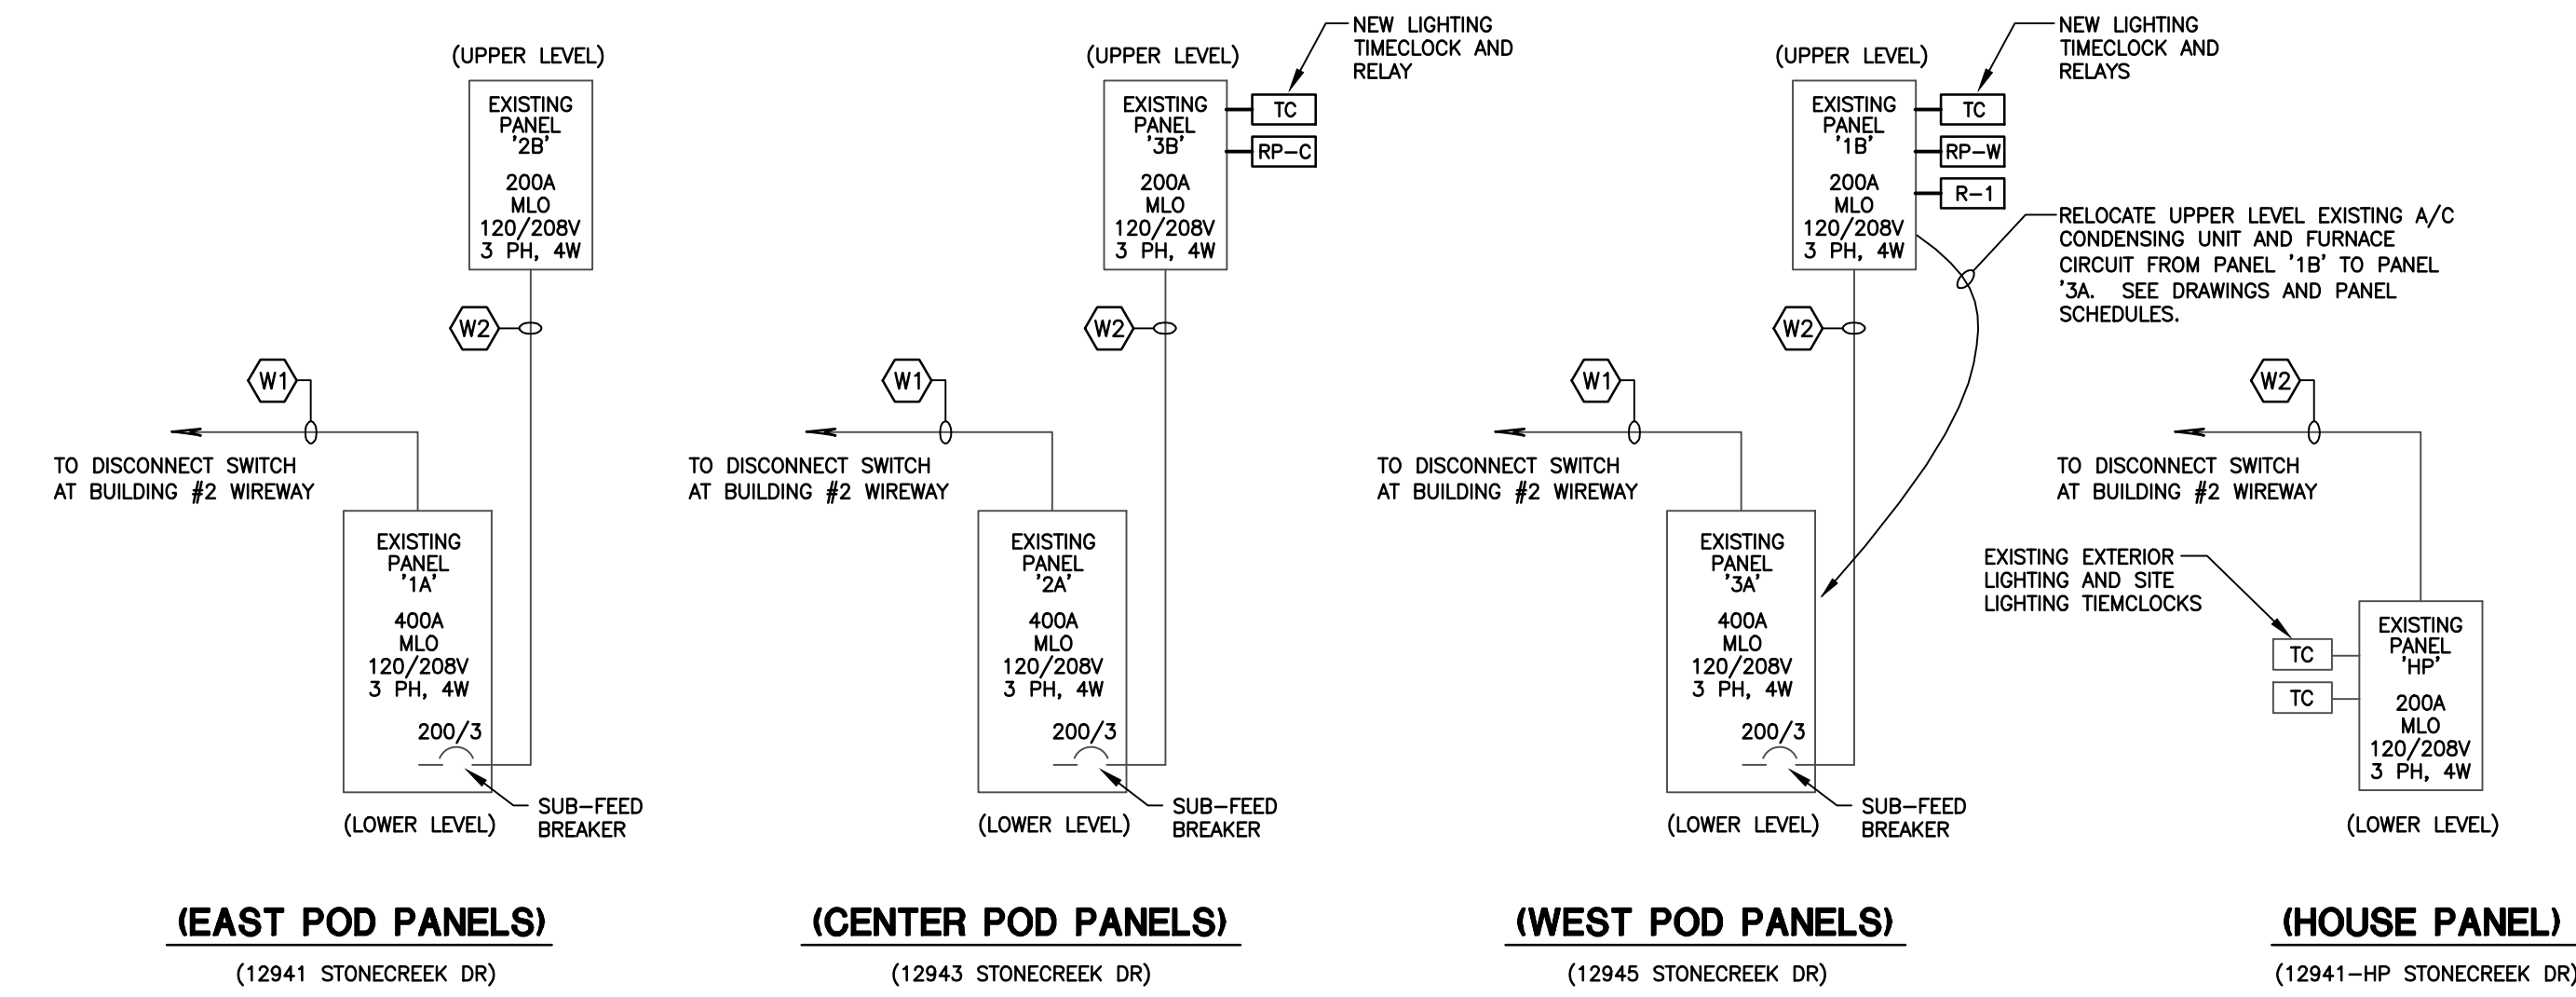 (UPPER LEVEL)
EXISTING
PANEL
'2B'
200A
MLO
120/208V
3 PH, 4W
W2
W1
TO DISCONNECT SWITCH
AT BUILDING #2 WIREWAY
EXISTING
PANEL
'1A'
400A
MLO
120/208V
3 PH, 4W
200/3
SUB-FEED
BREAKER
(LOWER LEVEL)
(EAST POD PANELS)
(12941 STONECREEK DR)
NEW LIGHTING
TIMECLOCK AND
RELAY
(UPPER LEVEL)
EXISTING
PANEL
'3B'
200A
MLO
120/208V
3 PH, 4W
TC
RP-C
W2
W1
TO DISCONNECT SWITCH
AT BUILDING #2 WIREWAY
EXISTING
PANEL
'2A'
400A
MLO
120/208V
3 PH, 4W
200/3
SUB-FEED
BREAKER
(LOWER LEVEL)
(CENTER POD PANELS)
(12943 STONECREEK DR)
NEW LIGHTING
TIMECLOCK AND
RELAYS
(UPPER LEVEL)
EXISTING
PANEL
'1B'
200A
MLO
120/208V
3 PH, 4W
TC
RP-W
R-1
RELOCATE UPPER LEVEL EXISTING A/C
CONDENSING UNIT AND FURNACE
CIRCUIT FROM PANEL '1B' TO PANEL
'3A. SEE DRAWINGS AND PANEL
SCHEDULES.
W2
W1
TO DISCONNECT SWITCH
AT BUILDING #2 WIREWAY
EXISTING
PANEL
'3A'
400A
MLO
120/208V
3 PH, 4W
200/3
SUB-FEED
BREAKER
(LOWER LEVEL)
(WEST POD PANELS)
(12945 STONECREEK DR)
W2
TO DISCONNECT SWITCH
AT BUILDING #2 WIREWAY
EXISTING EXTERIOR
LIGHTING AND SITE
LIGHTING TIEMCLOCKS
TC
TC
EXISTING
PANEL
'HP'
200A
MLO
120/208V
3 PH, 4W
(LOWER LEVEL)
(HOUSE PANEL)
(12941-HP STONECREEK DR)